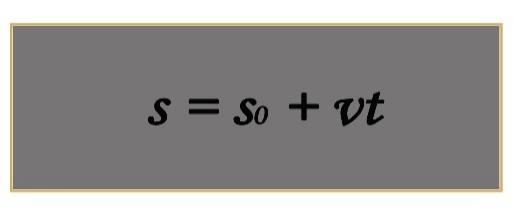 s = s₀ + vt